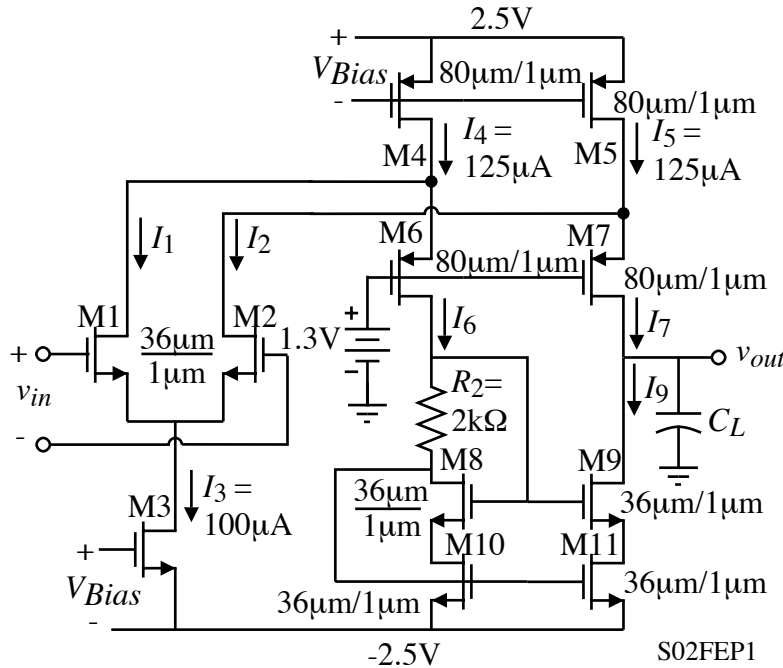 2.5V
+
VBias
-
80μm/1μm
80μm/1μm
M4
I4 =
125μA
M5
I5 =
125μA
I1
I2
M6
M7
80μm/1μm
80μm/1μm
M1
36μm
1μm
M2
1.3V
+
-
I6
I7
+
vin
-
vout
R2=
2kΩ
I9
CL
M8
M9
36μm
1μm
36μm/1μm
M3
I3 =
100μA
+
VBias
-
M10
M11
36μm/1μm
36μm/1μm
-2.5V
S02FEP1